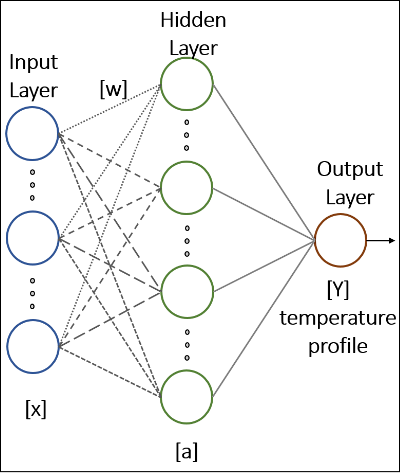 Hidden
Layer
Input
Layer
[w]
Output
Layer
[Y]
temperature
profile
[x]
[a]